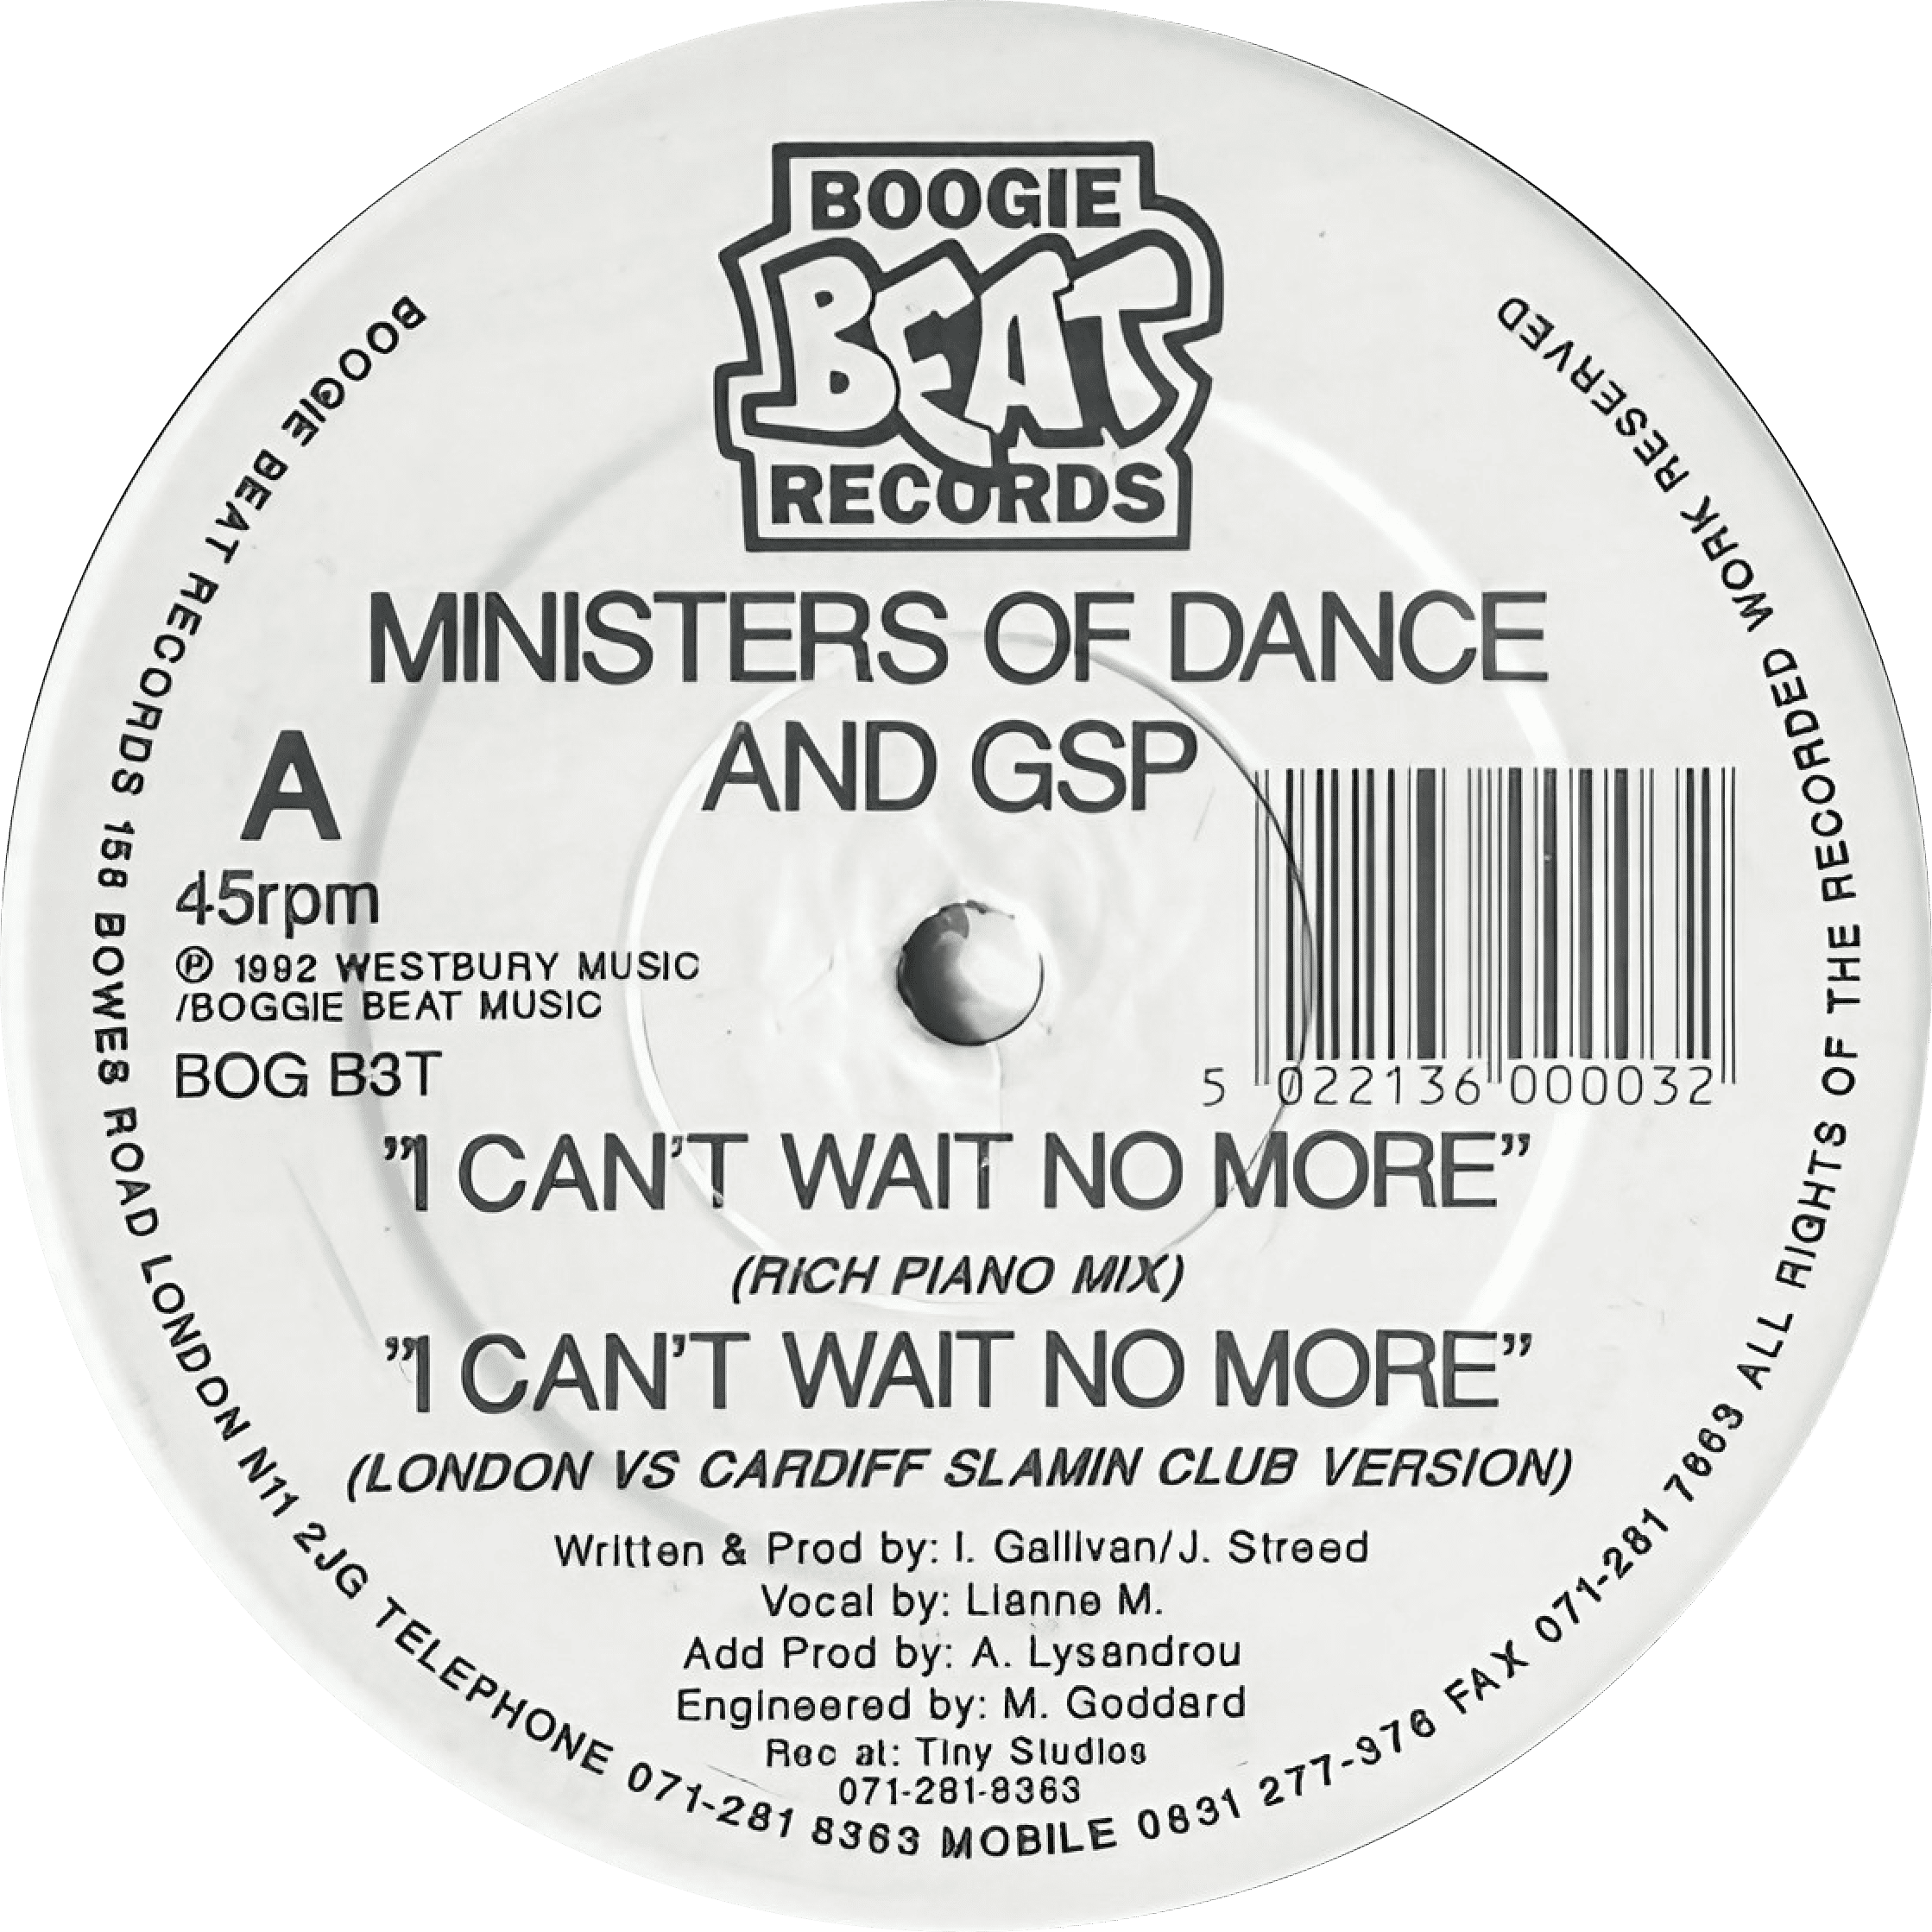 BOOGIE
BEAT
RECORDS
MINISTERS OF DANCE
AND GSP
A
45rpm
℗ 1992 WESTBURY MUSIC
/BOGGIE BEAT MUSIC
BOG B3T
5 022136 000032
"I CAN'T WAIT NO MORE"
(RICH PIANO MIX)
"I CAN'T WAIT NO MORE"
(LONDON VS CARDIFF SLAMIN CLUB VERSION)
Written & Prod by: I. Gallivan/J. Streed
Vocal by: Lianne M.
Add Prod by: A. Lysandrou
Engineered by: M. Goddard
Rec at: Tiny Studios
071-281-8363
BOOGIE BEAT RECORDS 158 BOWES ROAD LONDON N11 2JG TELEPHONE 071-281 8363 MOBILE 0831 277-376 FAX 071-281 7663 ALL RIGHTS OF THE RECORDED WORK RESERVED